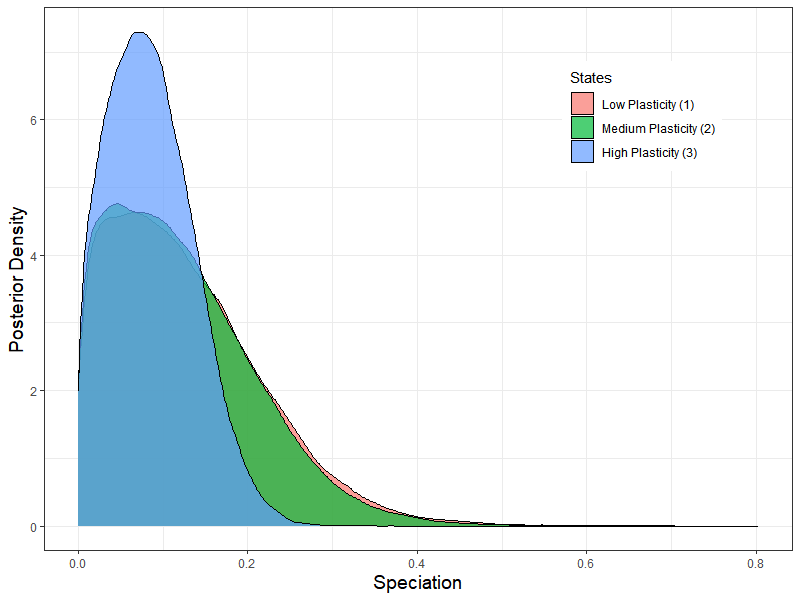 States
Low Plasticity (1)
Medium Plasticity (2)
High Plasticity (3)
Posterior Density
6
4
2
0
0.0 0.2 0.4 0.6 0.8
Speciation